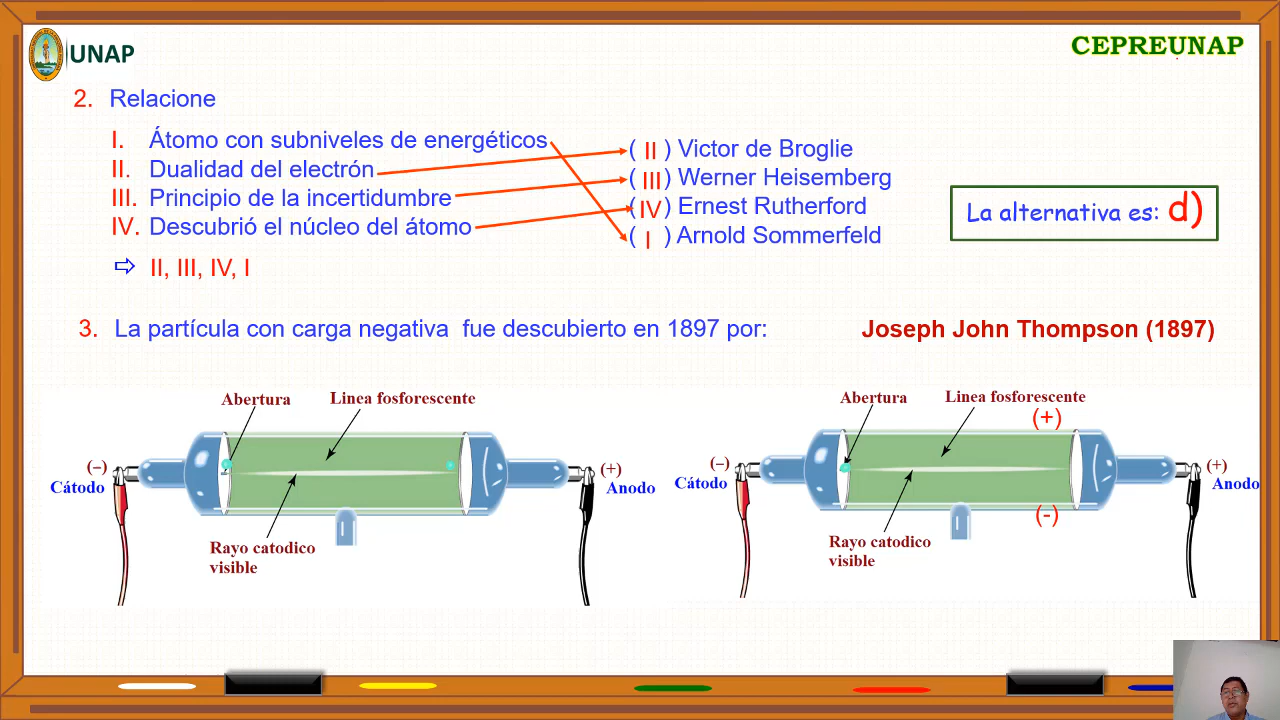 UNAP
CEPREUNAP
2. Relacione
I. Átomo con subniveles de energéticos
II. Dualidad del electrón
III. Principio de la incertidumbre
IV. Descubrió el núcleo del átomo
⇨ II, III, IV, I
( II ) Victor de Broglie
( III ) Werner Heisemberg
( IV ) Ernest Rutherford
( I ) Arnold Sommerfeld
La alternativa es: d)
3. La partícula con carga negativa fue descubierto en 1897 por: Joseph John Thompson (1897)
Abertura
Linea fosforescente
(–)
Cátodo
(+)
Anodo
Rayo catodico
visible
Abertura
Linea fosforescente
(+)
(–)
Cátodo
(+)
Anodo
(-)
Rayo catodico
visible